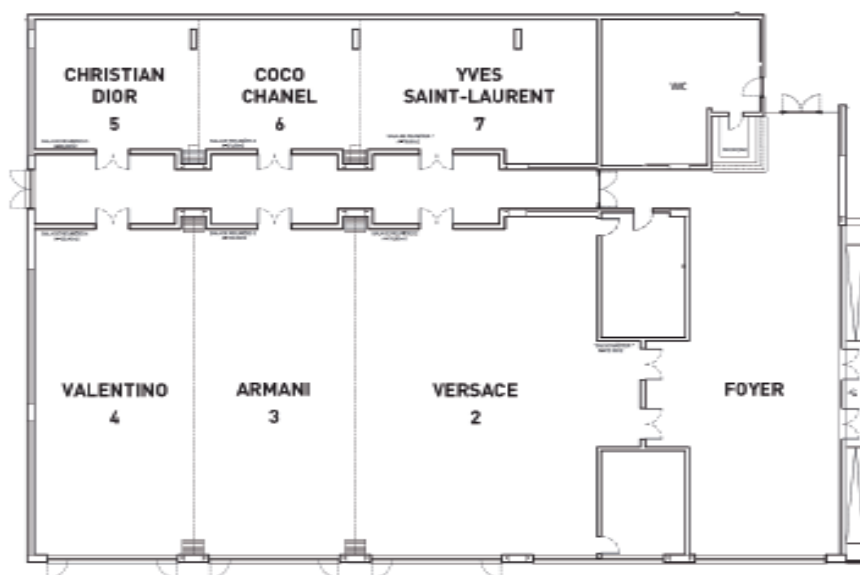 CHRISTIAN
DIOR
5
COCO
CHANEL
6
YVES
SAINT-LAURENT
7
WC
VALENTINO
4
ARMANI
3
VERSACE
2
FOYER